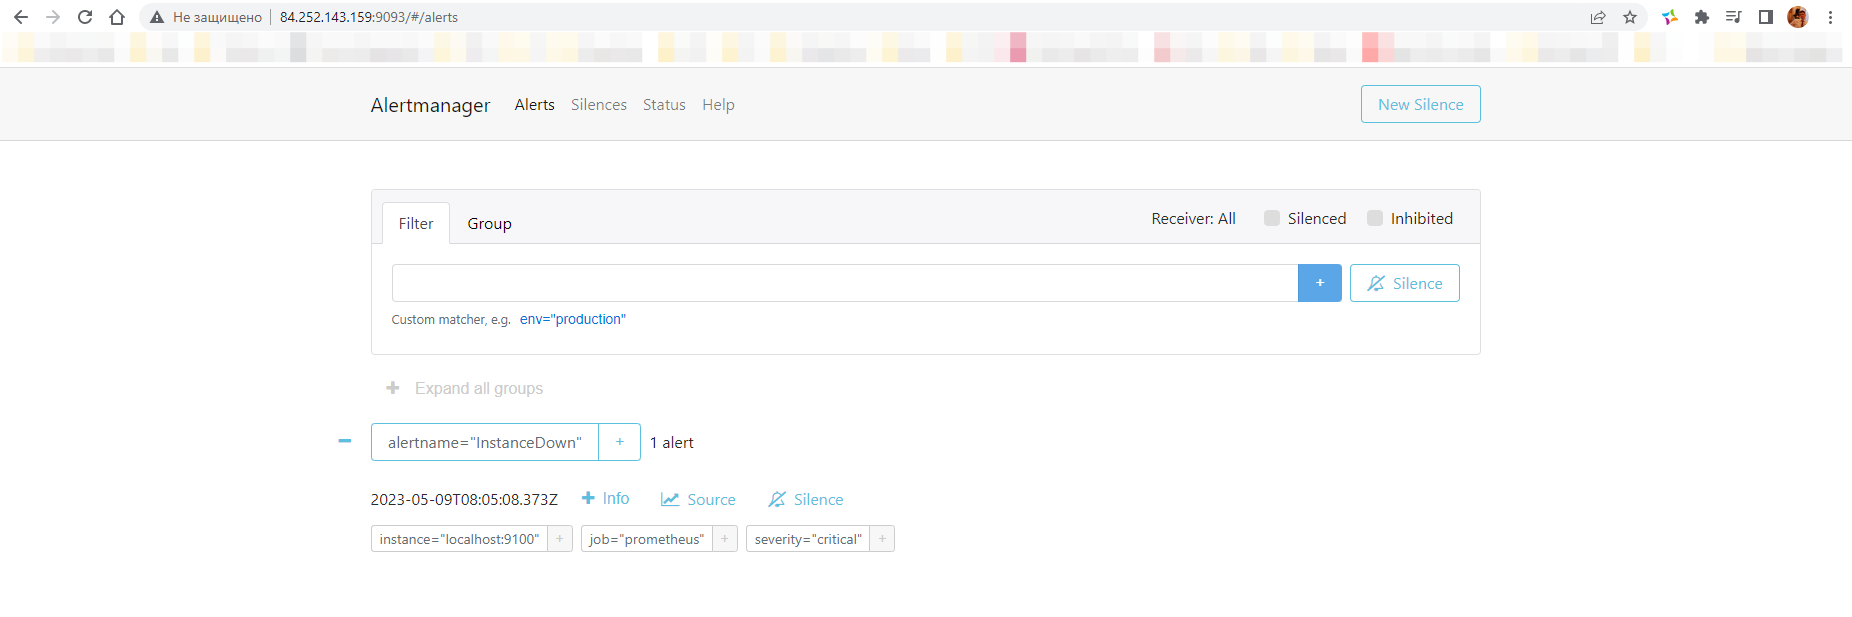 Не защищено 84.252.143.159:9093/#/alerts
Alertmanager Alerts Silences Status Help New Silence
Filter Group Receiver: All Silenced Inhibited
+ Silence
Custom matcher, e.g. env="production"
+ Expand all groups
alertname="InstanceDown" + 1 alert
2023-05-09T08:05:08.373Z + Info Source Silence
instance="localhost:9100" + job="prometheus" + severity="critical" +